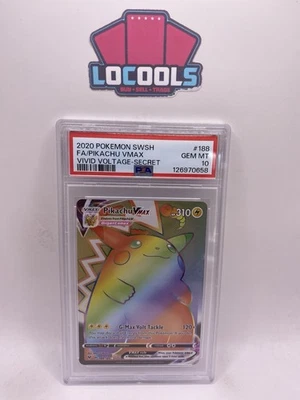 LOCOOLS
BUY • SELL • TRADE
2020 POKEMON SWSH #188
FA/PIKACHU VMAX GEM MT
VIVID VOLTAGE-SECRET 10
PSA 126970658
Pikachu VMAX 310
G-Max Volt Tackle 120+